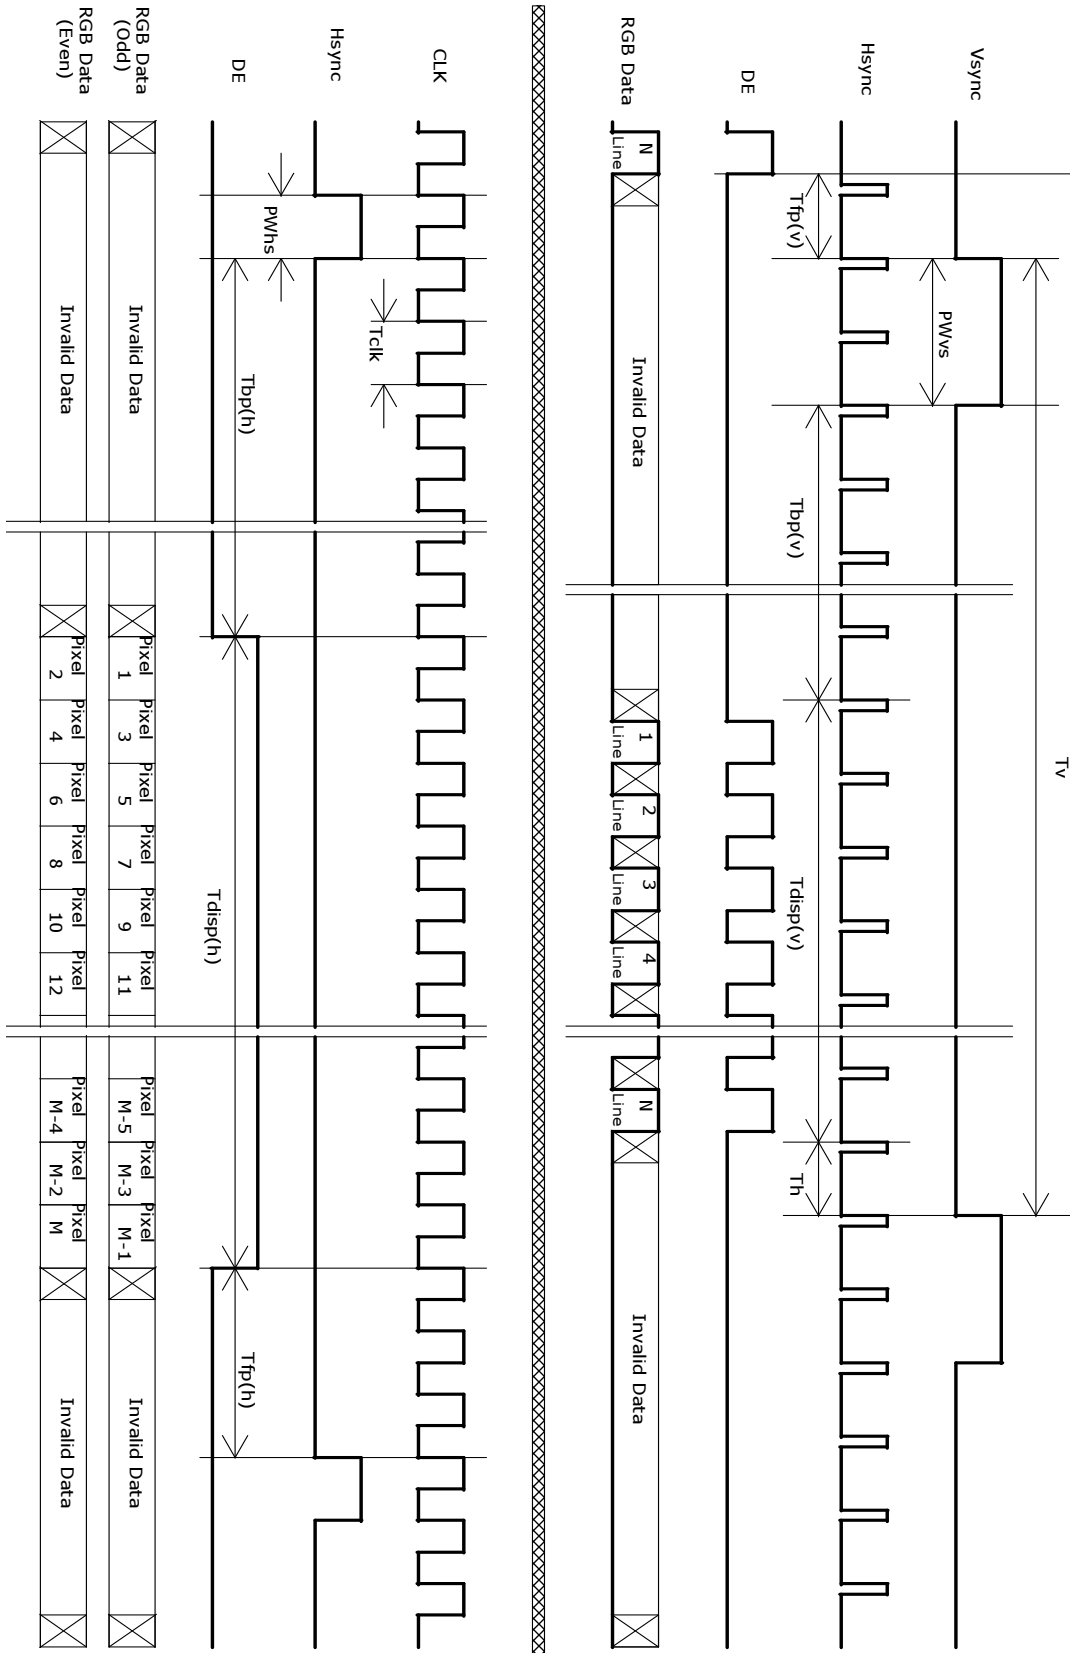 Tv
Vsync
PWvs
Hsync
Tfp(v)
Tbp(v)
Tdisp(v)
Th
DE
RGB Data
N
Line
Invalid Data
1
Line
2
Line
3
Line
4
Line
N
Line
Invalid Data
CLK
Tclk
Hsync
PWhs
DE
Tbp(h)
Tdisp(h)
Tfp(h)
RGB Data
(Odd)
Invalid Data
Pixel
1
Pixel
3
Pixel
5
Pixel
7
Pixel
9
Pixel
11
Pixel
M-5
Pixel
M-3
Pixel
M-1
Invalid Data
RGB Data
(Even)
Invalid Data
Pixel
2
Pixel
4
Pixel
6
Pixel
8
Pixel
10
Pixel
12
Pixel
M-4
Pixel
M-2
Pixel
M
Invalid Data